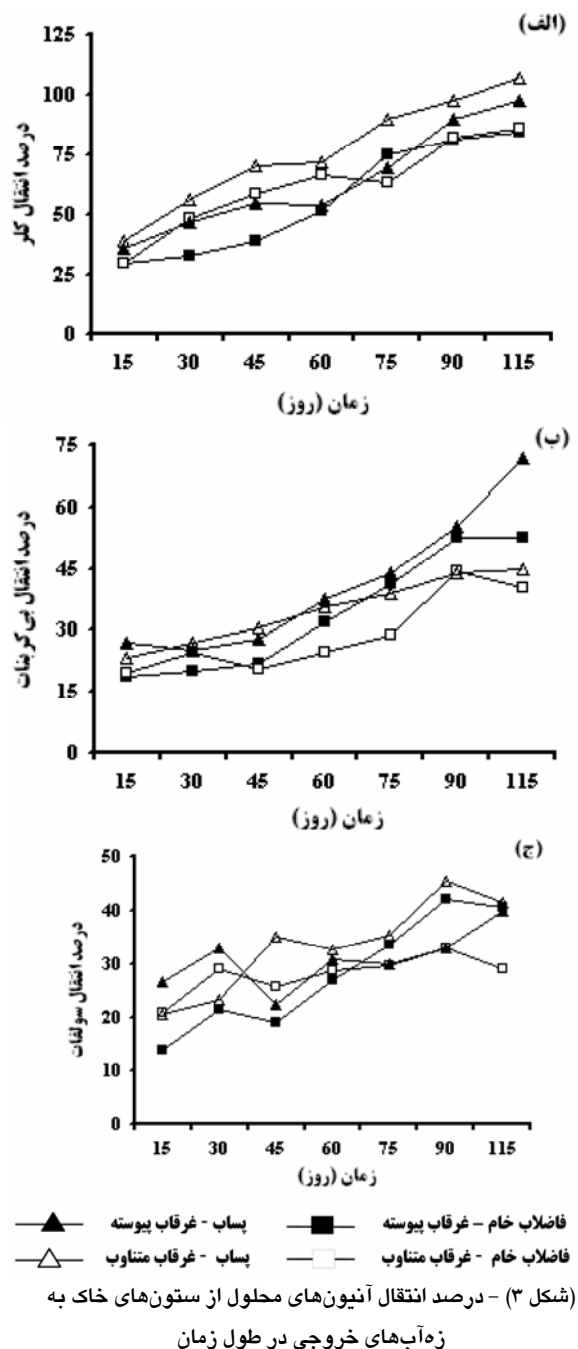 (الف)
درصد انتقال کلر
125
100
75
50
25
0
15 30 45 60 75 90 115
زمان (روز)
(ب)
درصد انتقال بی کربنات
75
60
45
30
15
0
15 30 45 60 75 90 115
زمان (روز)
(ج)
درصد انتقال سولفات
50
40
30
20
10
0
15 30 45 60 75 90 115
زمان (روز)
فاضلاب خام – غرقاب پیوسته
پساب - غرقاب پیوسته
فاضلاب خام - غرقاب متناوب
پساب - غرقاب متناوب
(شکل ۳) - درصد انتقال آنیون‌های محلول از ستون‌های خاک به
زه‌آب‌های خروجی در طول زمان